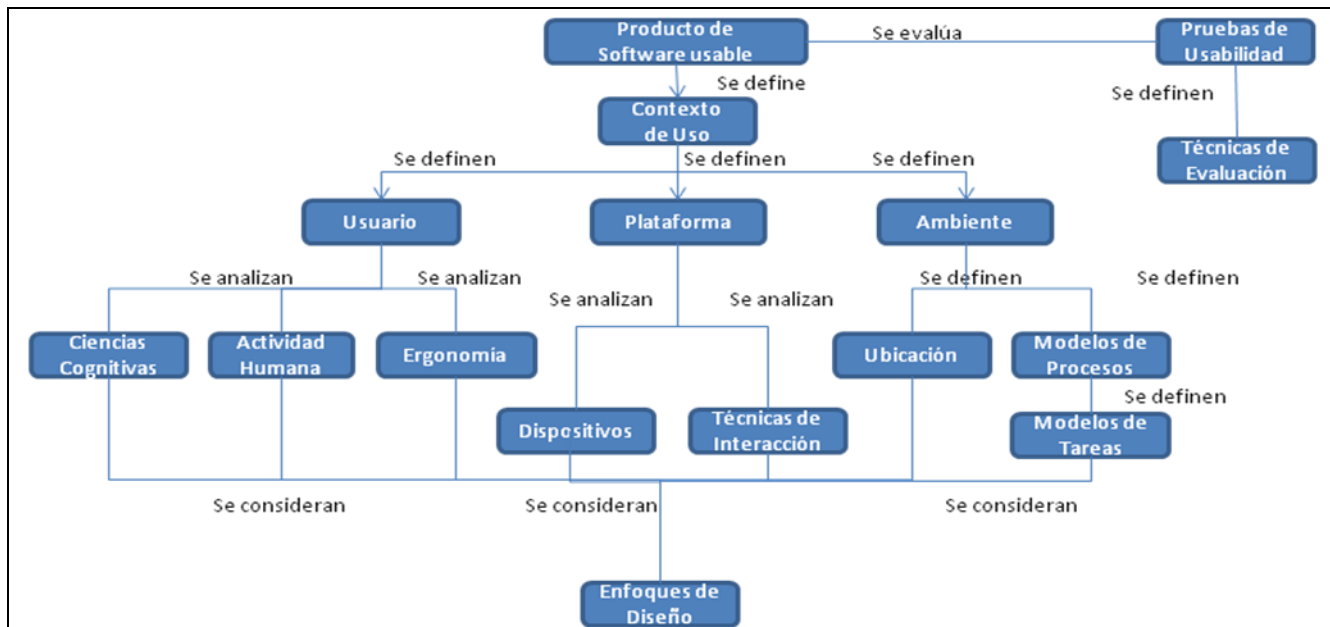 Producto de
Software usable
Se evalúa
Pruebas de
Usabilidad
Se define
Se definen
Contexto
de Uso
Técnicas de
Evaluación
Se definen
Se definen
Se definen
Usuario
Plataforma
Ambiente
Se analizan
Se analizan
Se definen
Se definen
Se analizan
Se analizan
Ciencias
Cognitivas
Actividad
Humana
Ergonomía
Ubicación
Modelos de
Procesos
Se definen
Dispositivos
Técnicas de
Interacción
Modelos de
Tareas
Se consideran
Se consideran
Se consideran
Enfoques de
Diseño